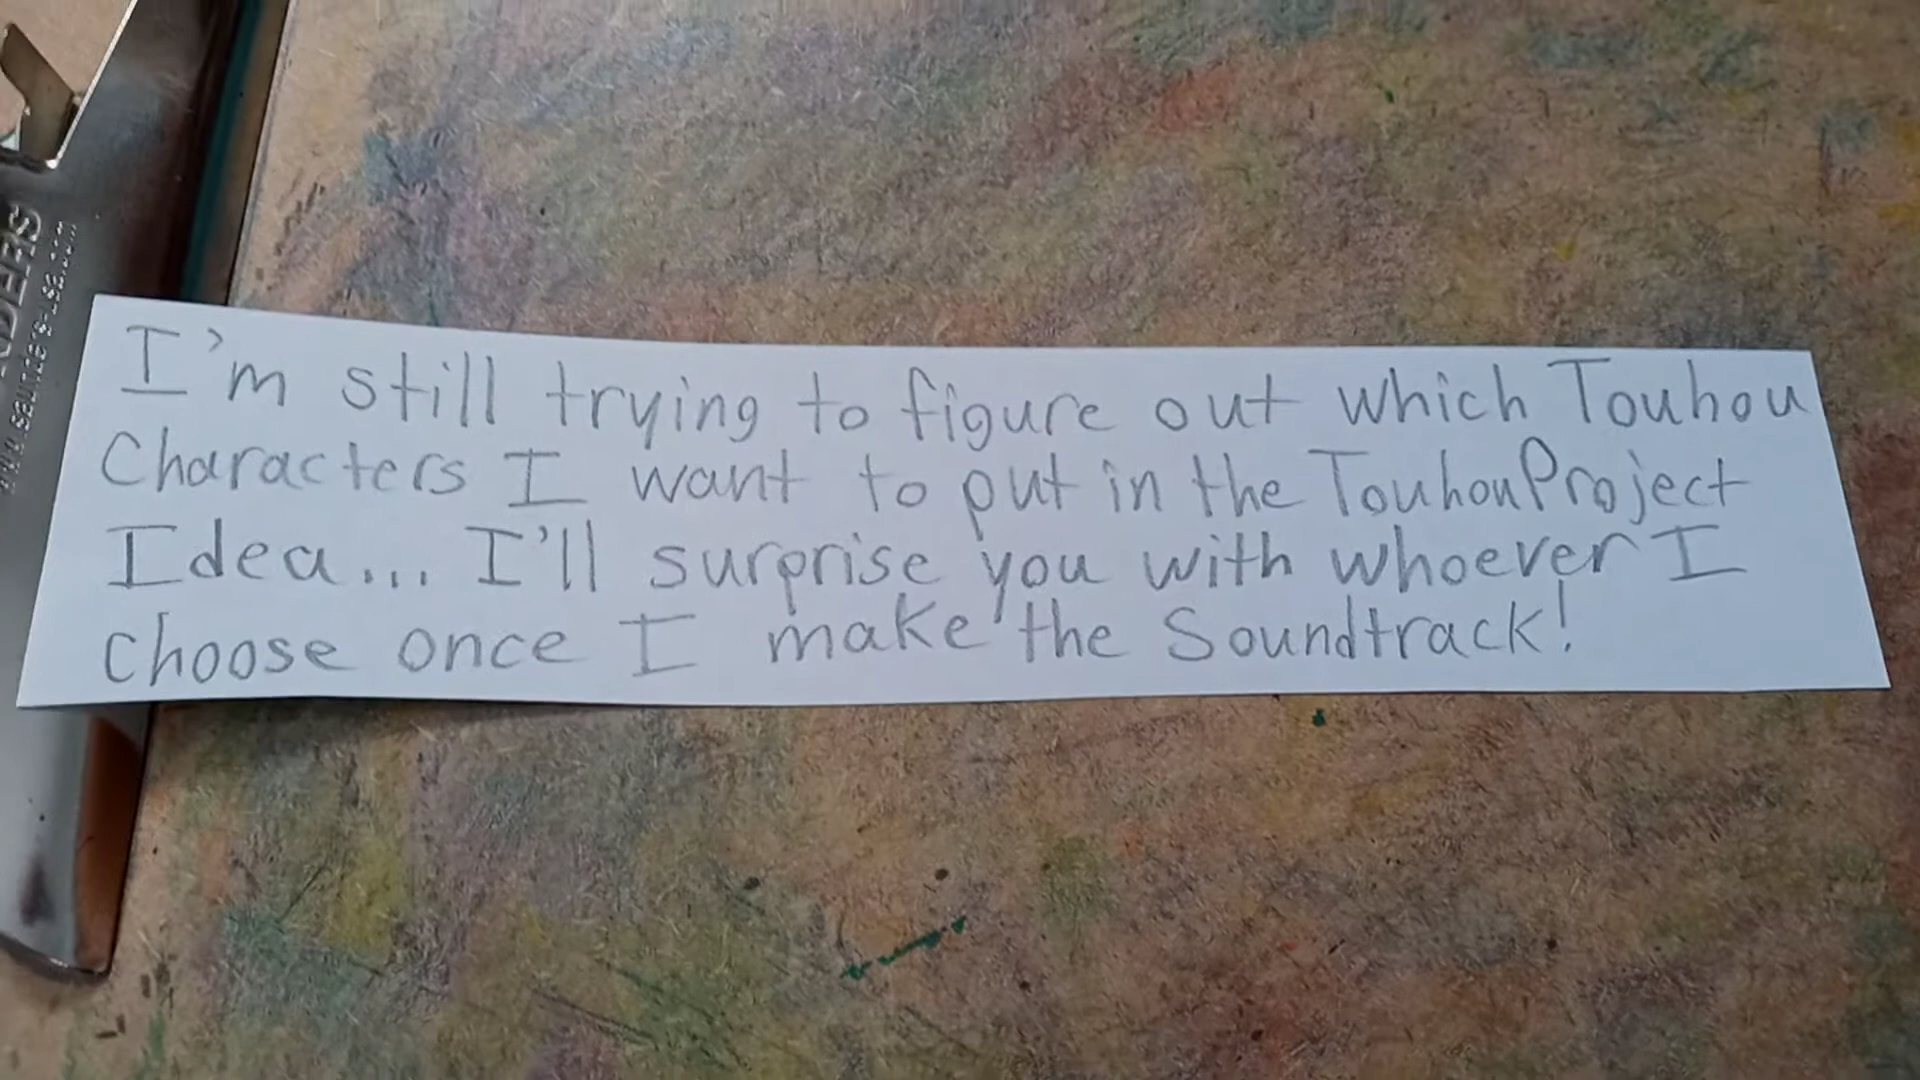 I'm still trying to figure out which Touhou
Characters I want to put in the TouhouProject
Idea... I'll surprise you with whoever I
choose once I make the Soundtrack!